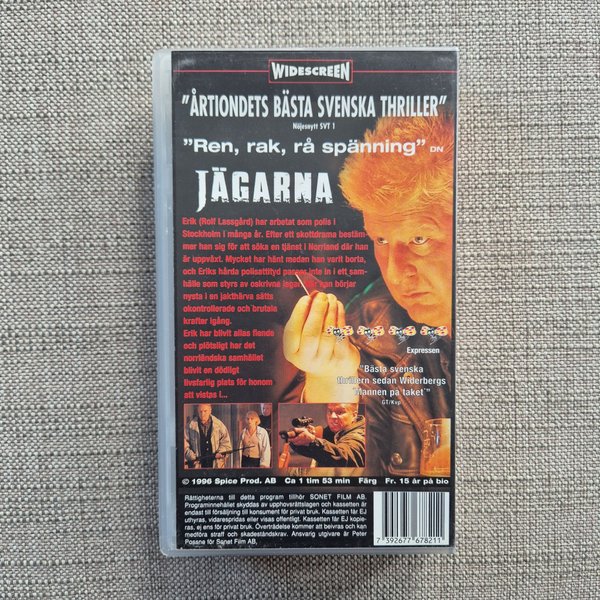 WIDESCREEN
"ÅRTIONDETS BÄSTA SVENSKA THRILLER"
Nöjesnytt SVT 1
"Ren, rak, rå spänning" DN
JÄGARNA
Erik (Rolf Lassgård) har arbetat som polis i
Stockholm i många år. Efter ett skottdrama bestäm-
mer han sig för att söka en tjänst i Norrland där han
är uppväxt. Mycket har hänt medan han varit borta,
och Eriks hårda polisattityd passar inte in i ett sam-
hälle som styrs av oskrivna lagar. När han börjar
nysta i en jakthärva sätts
okontrollerade och brutala
krafter igång.
Erik har blivit allas fiende
och plötsligt har det
norrländska samhället
blivit en dödligt
livsfarlig plats för honom
att vistas i...
Expressen
"Bästa svenska
thrillern sedan Widerbergs
'Mannen på taket'"
GT/Kvp
© 1996 Spice Prod. AB Ca 1 tim 53 min Färg Fr. 15 år på bio
Rättigheterna till detta program tillhör SONET FILM AB.
Programinnehållet skyddas av upphovsrättslagen och kassetten är
endast till försäljning till konsument för privat bruk. Kassetten får EJ
uthyras, vidarespridas eller visas offentligt. Kassetten får EJ kopie-
ras, ej ens för privat bruk. Överträdelse kommer att beivras och kan
medföra straff och skadeståndskrav. Ansvarig utgivare är Peter
Possne för Sonet Film AB,
7 392677 678211